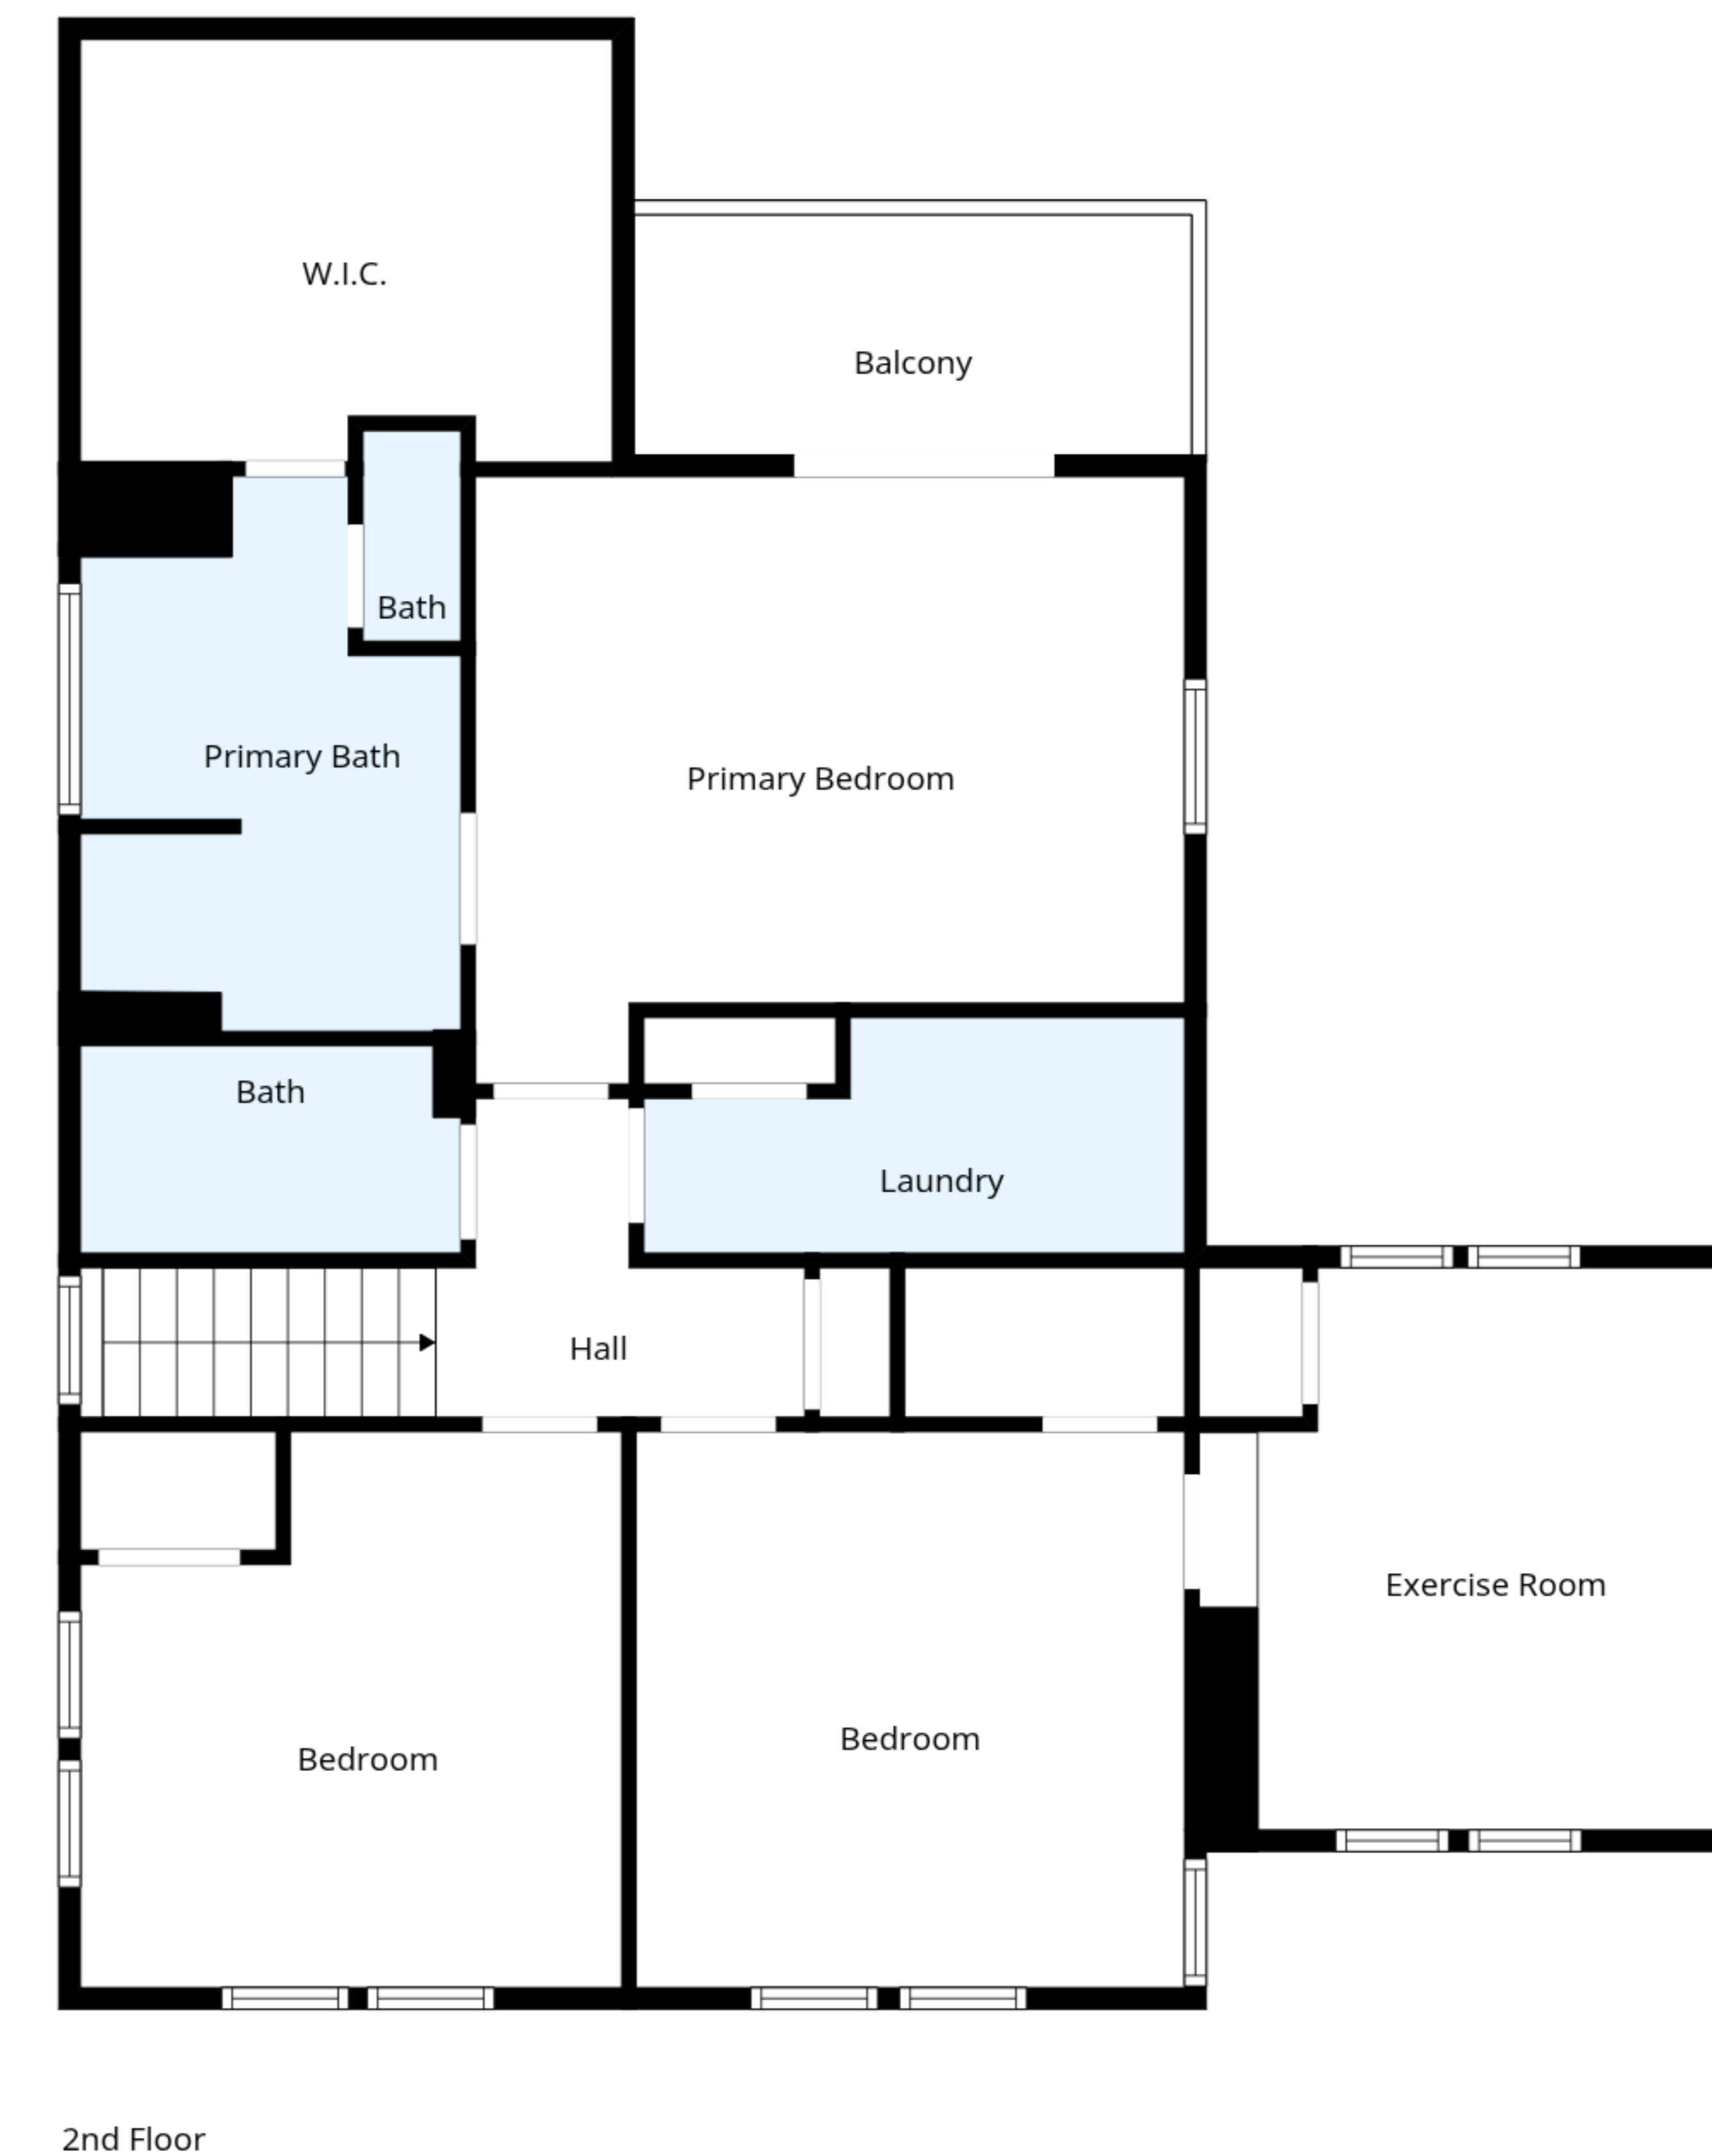 W.I.C.
Balcony
Bath
Primary Bath
Primary Bedroom
Bath
Laundry
Hall
Exercise Room
Bedroom
Bedroom
2nd Floor